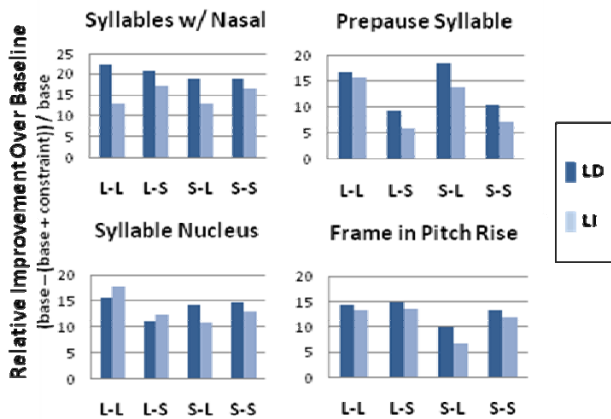 Relative Improvement Over Baseline
(base–(base + constraint)) / base
Syllables w/ Nasal
25
20
15
10
5
0
L-L L-S S-L S-S
Prepause Syllable
20
15
10
5
0
L-L L-S S-L S-S
Syllable Nucleus
20
15
10
5
0
L-L L-S S-L S-S
Frame in Pitch Rise
20
15
10
5
0
L-L L-S S-L S-S
LD
LI